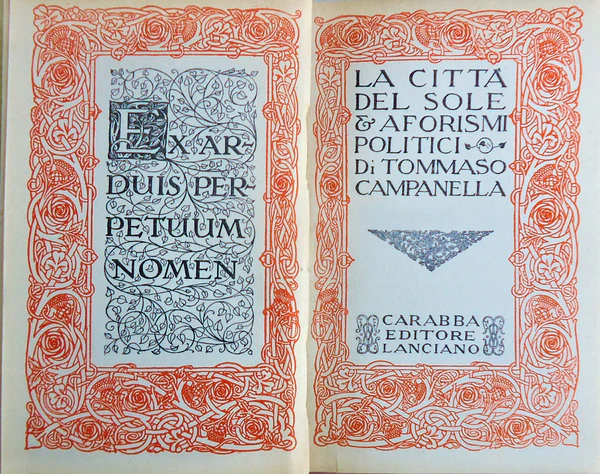 EX AR-
DUIS PER-
PETUUM
NOMEN
LA CITTÀ
DEL SOLE
& AFORISMI
POLITICI
Di TOMMASO
CAMPANELLA
CARABBA
EDITORE
LANCIANO